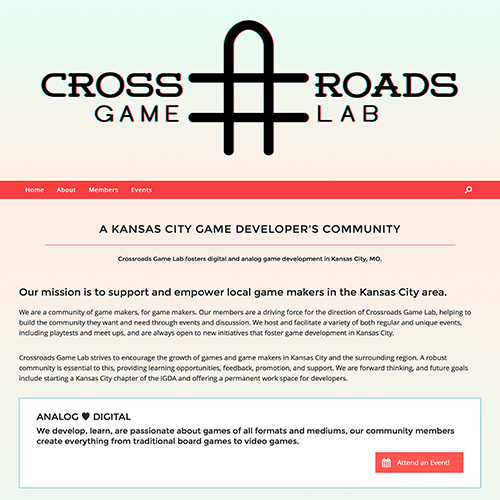 CROSS ROADS
GAME LAB
Home About Members Events
A KANSAS CITY GAME DEVELOPER'S COMMUNITY
Crossroads Game Lab fosters digital and analog game development in Kansas City, MO.
Our mission is to support and empower local game makers in the Kansas City area.
We are a community of game makers, for game makers. Our members are a driving force for the direction of Crossroads Game Lab, helping to
build the community they want and need through events and discussion. We host and facilitate a variety of both regular and unique events,
including playtests and meet ups, and are always open to new initiatives that foster game development in Kansas City.
Crossroads Game Lab strives to encourage the growth of games and game makers in Kansas City and the surrounding region. A robust
community is essential to this, providing learning opportunities, feedback, promotion, and support. We are forward thinking, and future goals
include starting a Kansas City chapter of the IGDA and offering a permanent work space for developers.
ANALOG ♥ DIGITAL
We develop, learn, are passionate about games of all formats and mediums, our community members
create everything from traditional board games to video games.
Attend an Event!